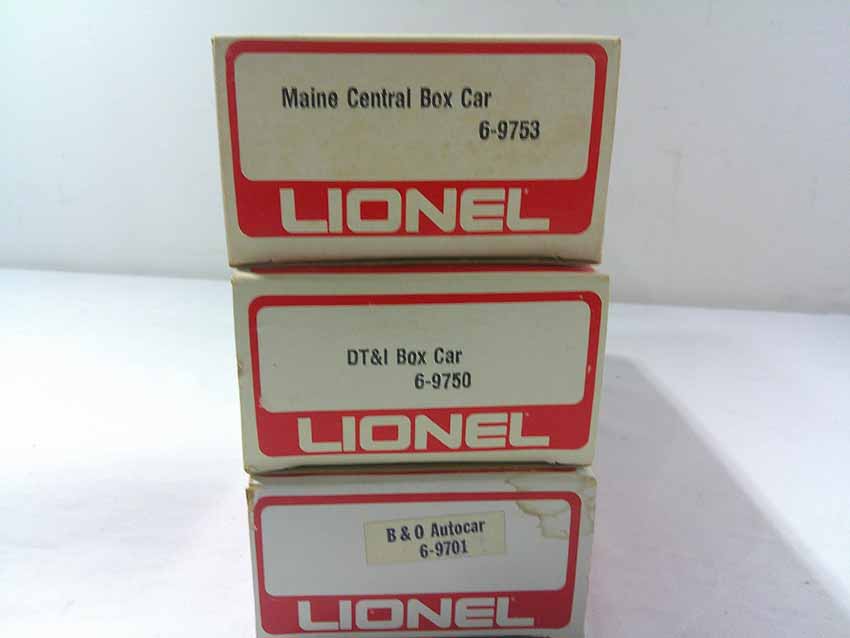 Maine Central Box Car
6-9753
LIONEL
DT&I Box Car
6-9750
LIONEL
B & O Autocar
6-9701
LIONEL